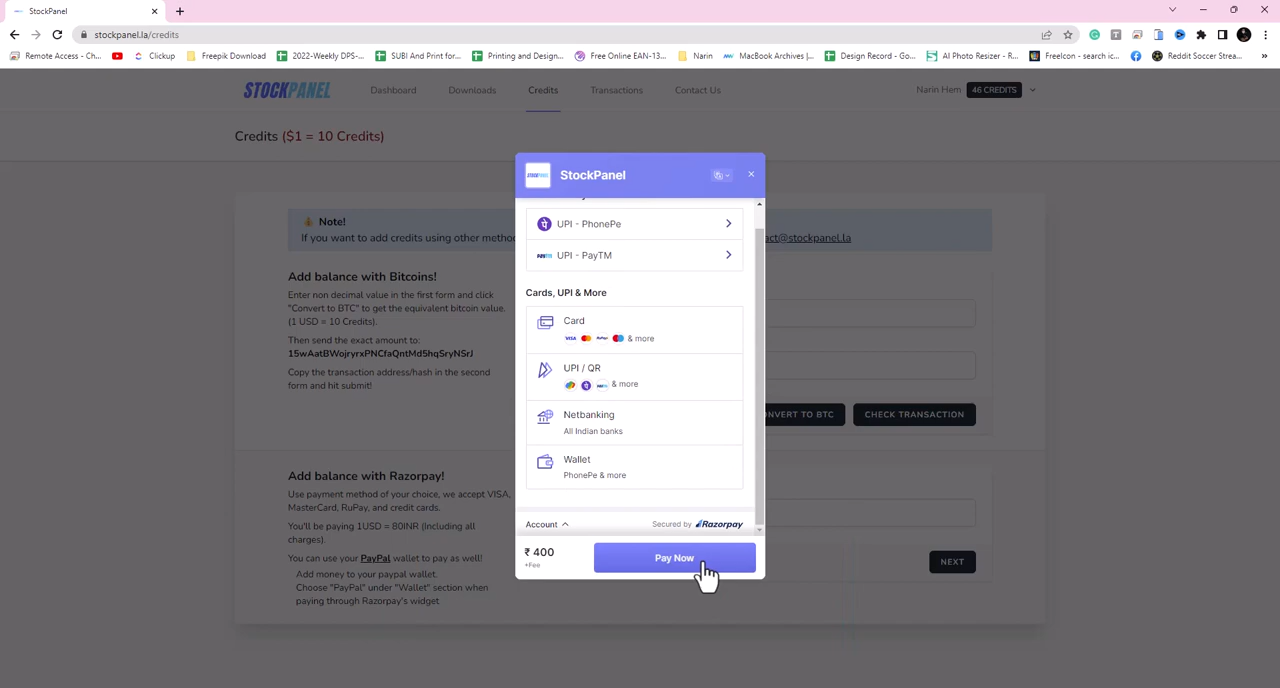 StockPanel
stockpanel.la/credits
Remote Access - Ch...
Clickup
Freepik Download
2022-Weekly DPS-...
SUBI And Print for...
Printing and Design...
Free Online EAN-13...
Narin
MacBook Archives |...
Design Record - Go...
AI Photo Resizer - R...
FreeIcon - search ic...
Reddit Soccer Strea...
STOCKPANEL
Dashboard
Downloads
Credits
Transactions
Contact Us
Narin Hem
46 CREDITS
Credits ($1 = 10 Credits)
StockPanel
Note!
If you want to add credits using other metho
act@stockpanel.la
UPI - PhonePe
UPI - PayTM
Add balance with Bitcoins!
Enter non decimal value in the first form and click
"Convert to BTC" to get the equivalent bitcoin value.
(1 USD = 10 Credits).
Then send the exact amount to:
15wAatBWojryrxPNCfaQntMd5hqSryNSrJ
Copy the transaction address/hash in the second
form and hit submit!
Cards, UPI & More
Card
VISA & more
UPI / QR
& more
Netbanking
All Indian banks
Wallet
PhonePe & more
NVERT TO BTC
CHECK TRANSACTION
Add balance with Razorpay!
Use payment method of your choice, we accept VISA,
MasterCard, RuPay, and credit cards.
You'll be paying 1USD = 80INR (including all
charges).
You can use your PayPal wallet to pay as well!
Add money to your paypal wallet.
Choose "PayPal" under "Wallet" section when
paying through Razorpay's widget
Account
Secured by Razorpay
₹ 400
+Fee
Pay Now
NEXT